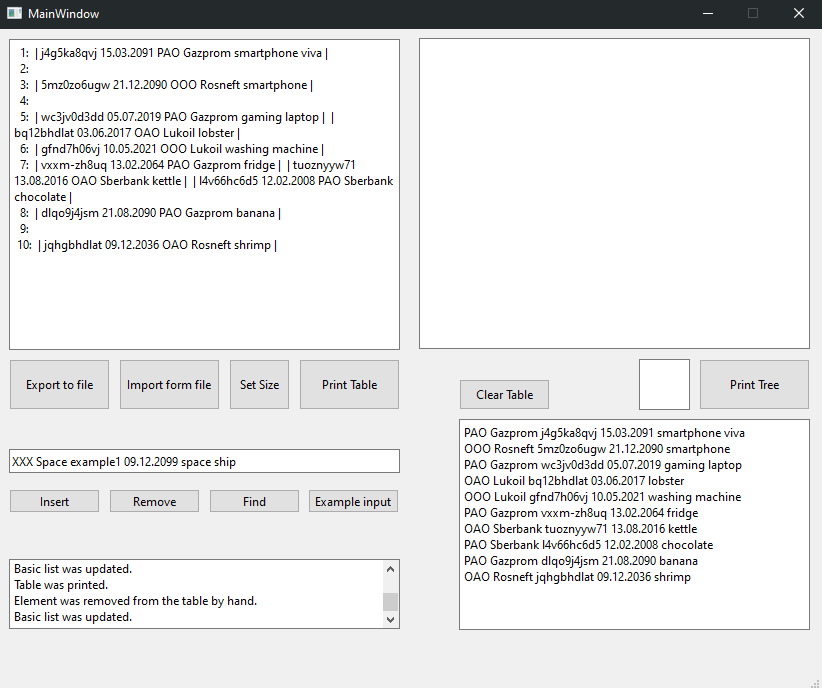 MainWindow
1: | j4g5ka8qvj 15.03.2091 PAO Gazprom smartphone viva |
2:
3: | 5mz0zo6ugw 21.12.2090 OOO Rosneft smartphone |
4:
5: | wc3jv0d3dd 05.07.2019 PAO Gazprom gaming laptop | |
bq12bhdlat 03.06.2017 OAO Lukoil lobster |
6: | gfnd7h06vj 10.05.2021 OOO Lukoil washing machine |
7: | vxxm-zh8uq 13.02.2064 PAO Gazprom fridge | | tuoznyyw71
13.08.2016 OAO Sberbank kettle | | l4v66hc6d5 12.02.2008 PAO Sberbank
chocolate |
8: | dlqo9j4jsm 21.08.2090 PAO Gazprom banana |
9:
10: | jqhgbhdlat 09.12.2036 OAO Rosneft shrimp |
Export to file
Import form file
Set Size
Print Table
Clear Table
Print Tree
XXX Space example1 09.12.2099 space ship
Insert
Remove
Find
Example input
Basic list was updated.
Table was printed.
Element was removed from the table by hand.
Basic list was updated.
PAO Gazprom j4g5ka8qvj 15.03.2091 smartphone viva
OOO Rosneft 5mz0zo6ugw 21.12.2090 smartphone
PAO Gazprom wc3jv0d3dd 05.07.2019 gaming laptop
OAO Lukoil bq12bhdlat 03.06.2017 lobster
OOO Lukoil gfnd7h06vj 10.05.2021 washing machine
PAO Gazprom vxxm-zh8uq 13.02.2064 fridge
OAO Sberbank tuoznyyw71 13.08.2016 kettle
PAO Sberbank l4v66hc6d5 12.02.2008 chocolate
PAO Gazprom dlqo9j4jsm 21.08.2090 banana
OAO Rosneft jqhgbhdlat 09.12.2036 shrimp